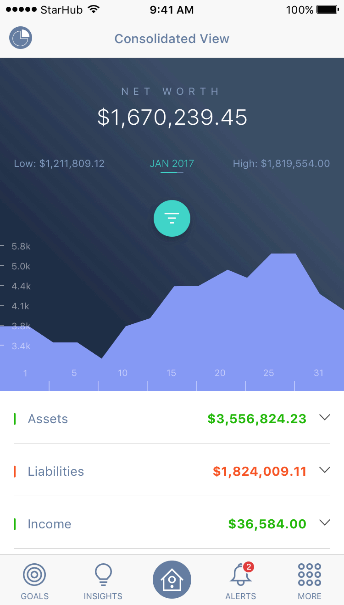 StarHub 9:41 AM 100%
Consolidated View
NET WORTH
$1,670,239.45
Low: $1,211,809.12 JAN 2017 High: $1,819,554.00
5.8k
5.0k
4.4k
4.1k
3.8k
3.4k
1 5 10 15 20 25 31
Assets $3,556,824.23
Liabilities $1,824,009.11
Income $36,584.00
2
GOALS INSIGHTS ALERTS MORE